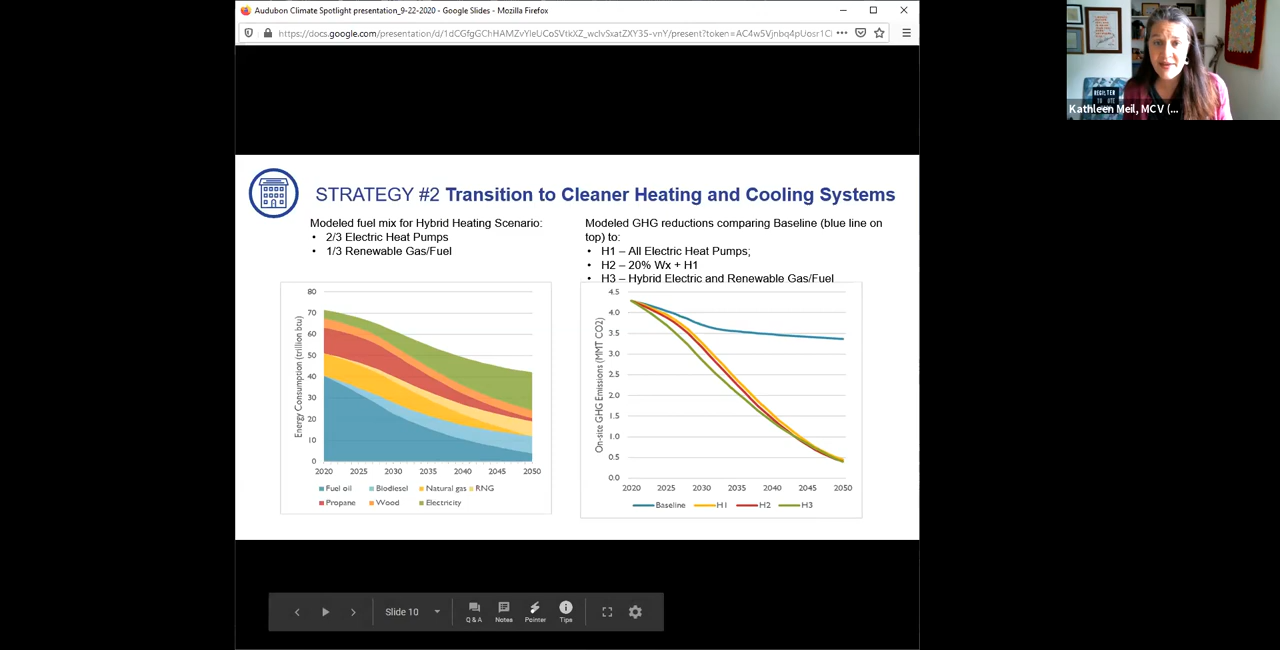 Audubon Climate Spotlight presentation_9-22-2020 - Google Slides - Mozilla Firefox
STRATEGY #2 Transition to Cleaner Heating and Cooling Systems
Modeled fuel mix for Hybrid Heating Scenario:
• 2/3 Electric Heat Pumps
• 1/3 Renewable Gas/Fuel
Modeled GHG reductions comparing Baseline (blue line on
top) to:
• H1 – All Electric Heat Pumps;
• H2 – 20% Wx + H1
• H3 – Hybrid Electric and Renewable Gas/Fuel
Energy Consumption (trillion btu)
80
70
60
50
40
30
20
10
0
2020 2025 2030 2035 2040 2045 2050
Fuel oil Biodiesel Natural gas RNG
Propane Wood Electricity
On-site GHG Emissions (MMT CO2)
4.5
4.0
3.5
3.0
2.5
2.0
1.5
1.0
0.5
0.0
2020 2025 2030 2035 2040 2045 2050
Baseline H1 H2 H3
Slide 10
Q & A Notes Pointer Tips
Kathleen Meil, MCV (...